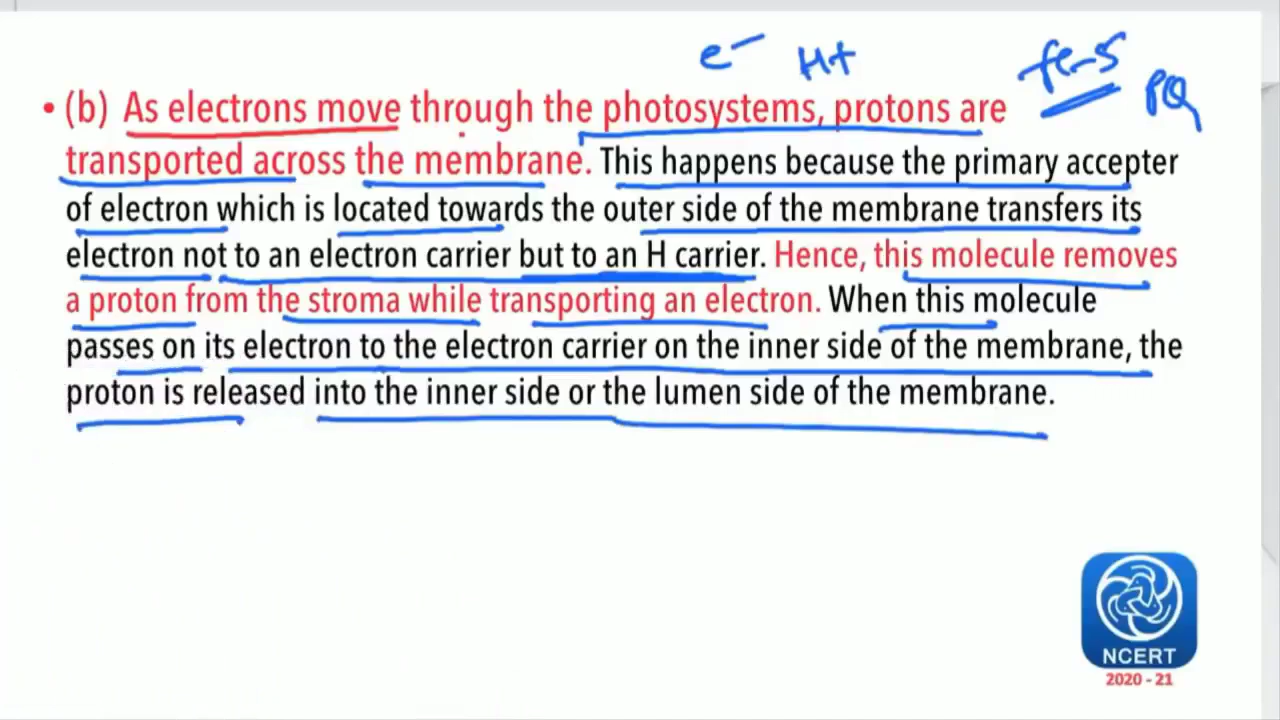 e⁻ H+ fe-S
PQ
• (b) As electrons move through the photosystems, protons are
transported across the membrane. This happens because the primary accepter
of electron which is located towards the outer side of the membrane transfers its
electron not to an electron carrier but to an H carrier. Hence, this molecule removes
a proton from the stroma while transporting an electron. When this molecule
passes on its electron to the electron carrier on the inner side of the membrane, the
proton is released into the inner side or the lumen side of the membrane.
NCERT
2020 - 21